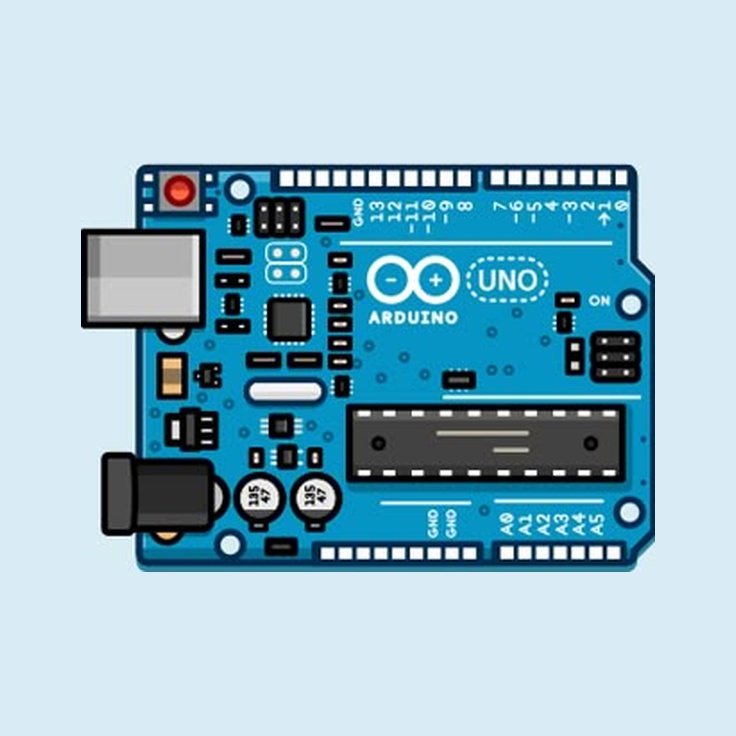 GND
13
12
~11
~10
~9
8
7
~6
~5
4
~3
2
→1
0
UNO
ARDUINO
ON
135
47
135
47
GND
GND
A0
A1
A2
A3
A4
A5